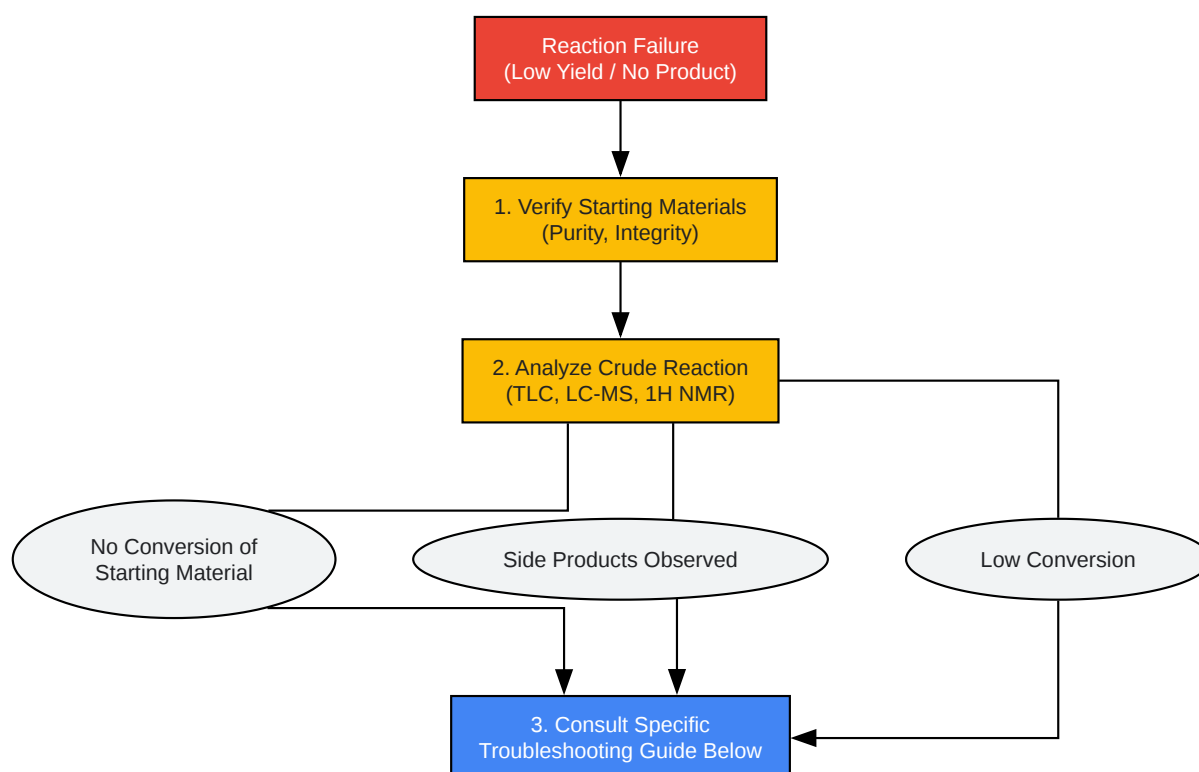 Reaction Failure
(Low Yield / No Product)
1. Verify Starting Materials
(Purity, Integrity)
2. Analyze Crude Reaction
(TLC, LC-MS, 1H NMR)
No Conversion of
Starting Material
Side Products Observed
Low Conversion
3. Consult Specific
Troubleshooting Guide Below